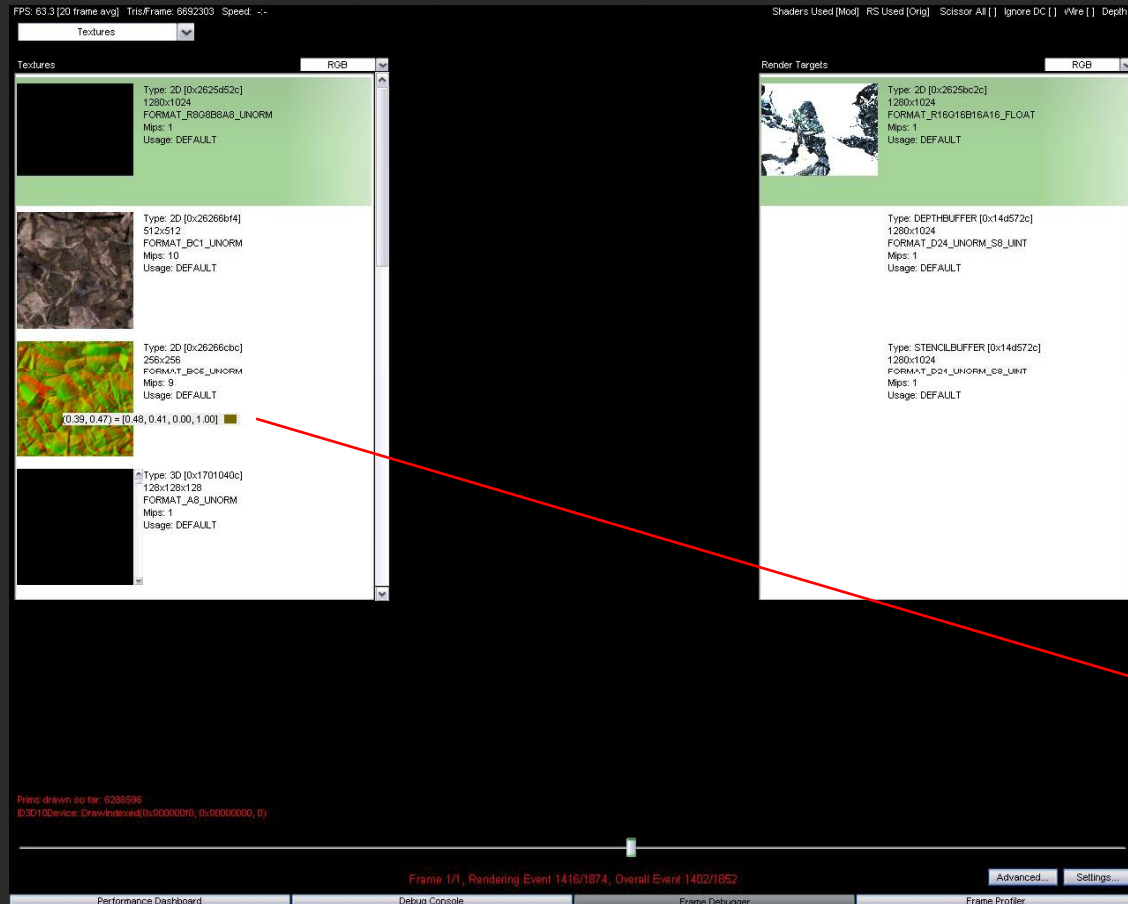 FPS: 63.3 [20 frame avg] Tris/Frame: 6692303 Speed: -:-
Shaders Used [Mod] RS Used [Orig] Scissor All [ ] Ignore DC [ ] Wire [ ] Depth
Textures
Textures
RGB
Type: 2D [0x2625d52c]
1280x1024
FORMAT_R8G8B8A8_UNORM
Mips: 1
Usage: DEFAULT
Type: 2D [0x26266bf4]
512x512
FORMAT_BC1_UNORM
Mips: 10
Usage: DEFAULT
Type: 2D [0x26266cbc]
256x256
FORMAT_BC5_UNORM
Mips: 9
Usage: DEFAULT
(0.39, 0.47) = [0.48, 0.41, 0.00, 1.00]
Type: 3D [0x1701040c]
128x128x128
FORMAT_A8_UNORM
Mips: 1
Usage: DEFAULT
Render Targets
RGB
Type: 2D [0x2625bc2c]
1280x1024
FORMAT_R16G16B16A16_FLOAT
Mips: 1
Usage: DEFAULT
Type: DEPTHBUFFER [0x14d572c]
1280x1024
FORMAT_D24_UNORM_S8_UINT
Mips: 1
Usage: DEFAULT
Type: STENCILBUFFER [0x14d572c]
1280x1024
FORMAT_D24_UNORM_S8_UINT
Mips: 1
Usage: DEFAULT
Prims drawn so far: 6288596
ID3D10Device::DrawIndexed(0x000000f0, 0x00000000, 0)
Frame 1/1, Rendering Event 1416/1874, Overall Event 1402/1852
Advanced...
Settings...
Performance Dashboard
Debug Console
Frame Debugger
Frame Profiler